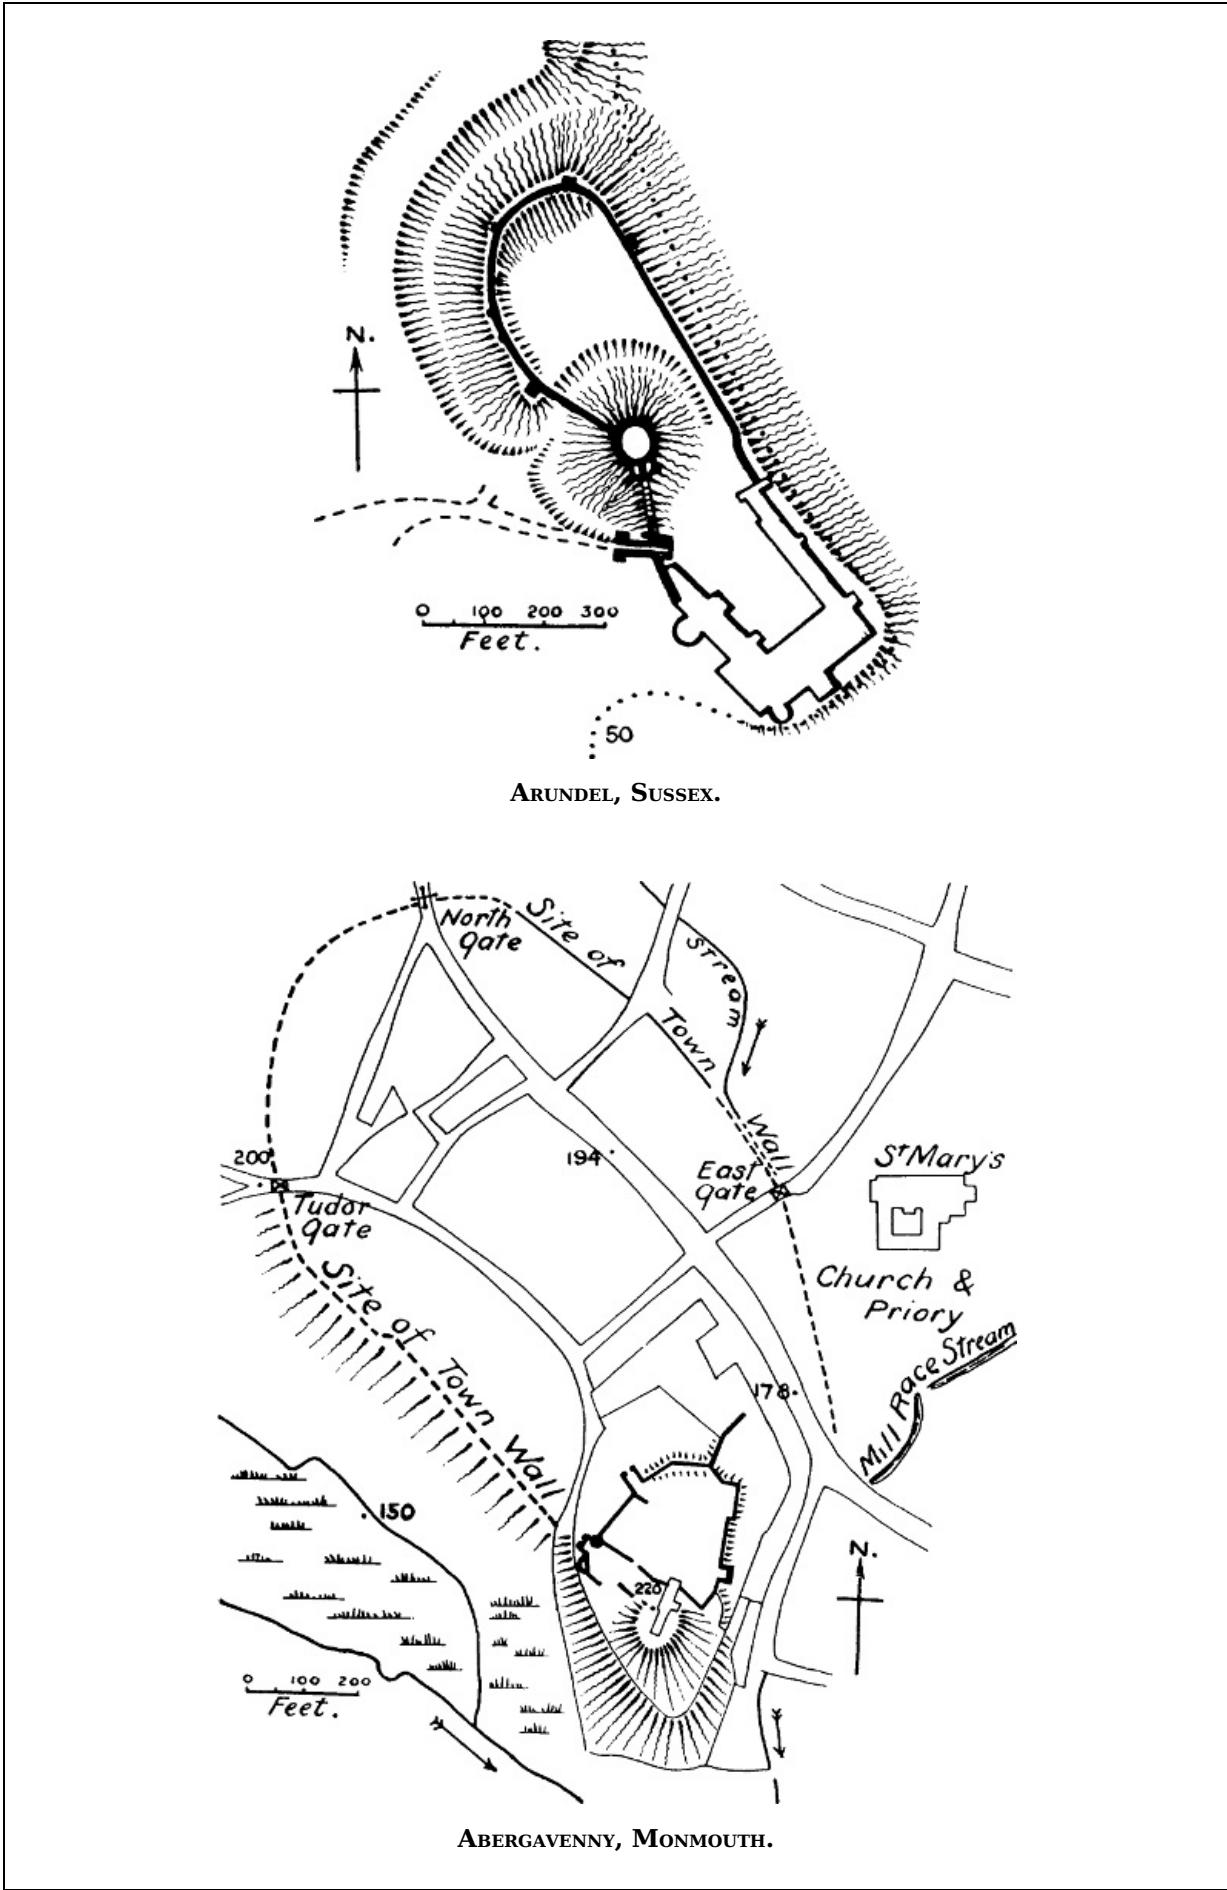 N.
0 100 200 300
Feet.
50
Arundel, Sussex.
North
Gate
Site of
Town
Wall
Stream
200
194
East
Gate
St Mary's
Tudor
Gate
Church &
Priory
Site of Town Wall
Mill Race Stream
178
150
220
N.
0 100 200
Feet.
Abergavenny, Monmouth.